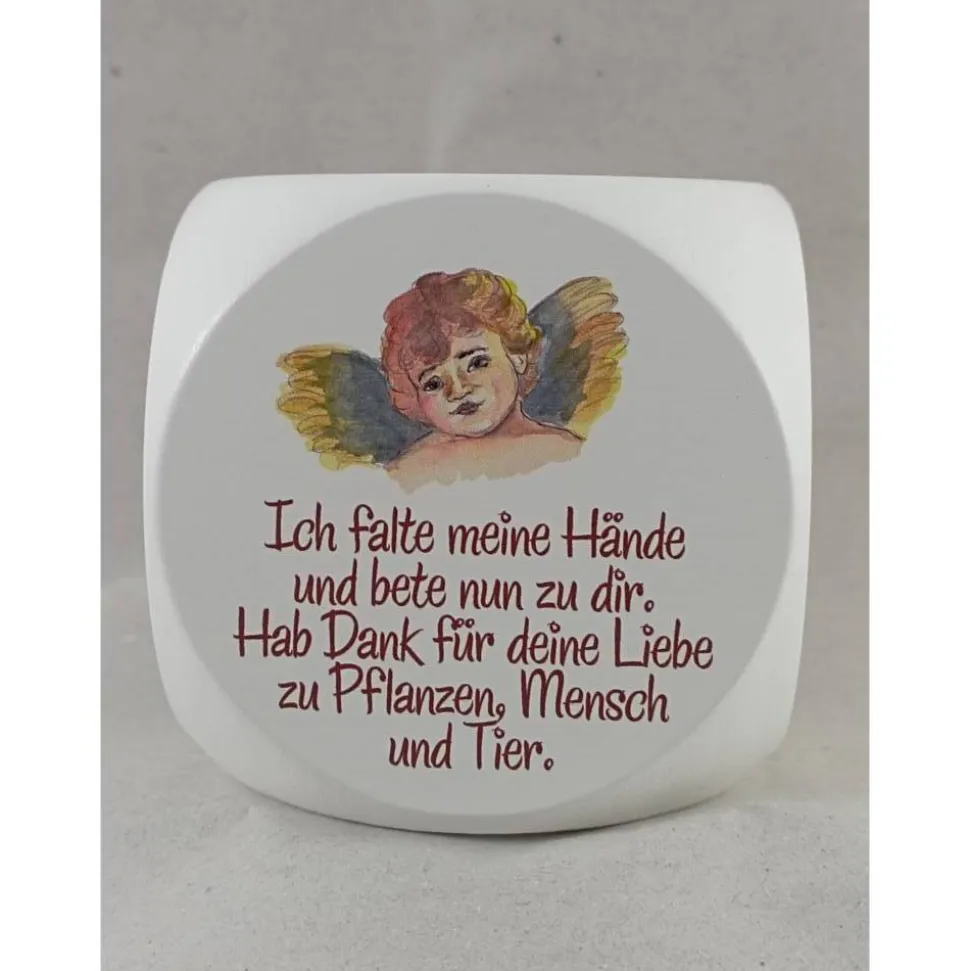 Ich falte meine Hände
und bete nun zu dir.
Hab Dank für deine Liebe
zu Pflanzen, Mensch
und Tier.